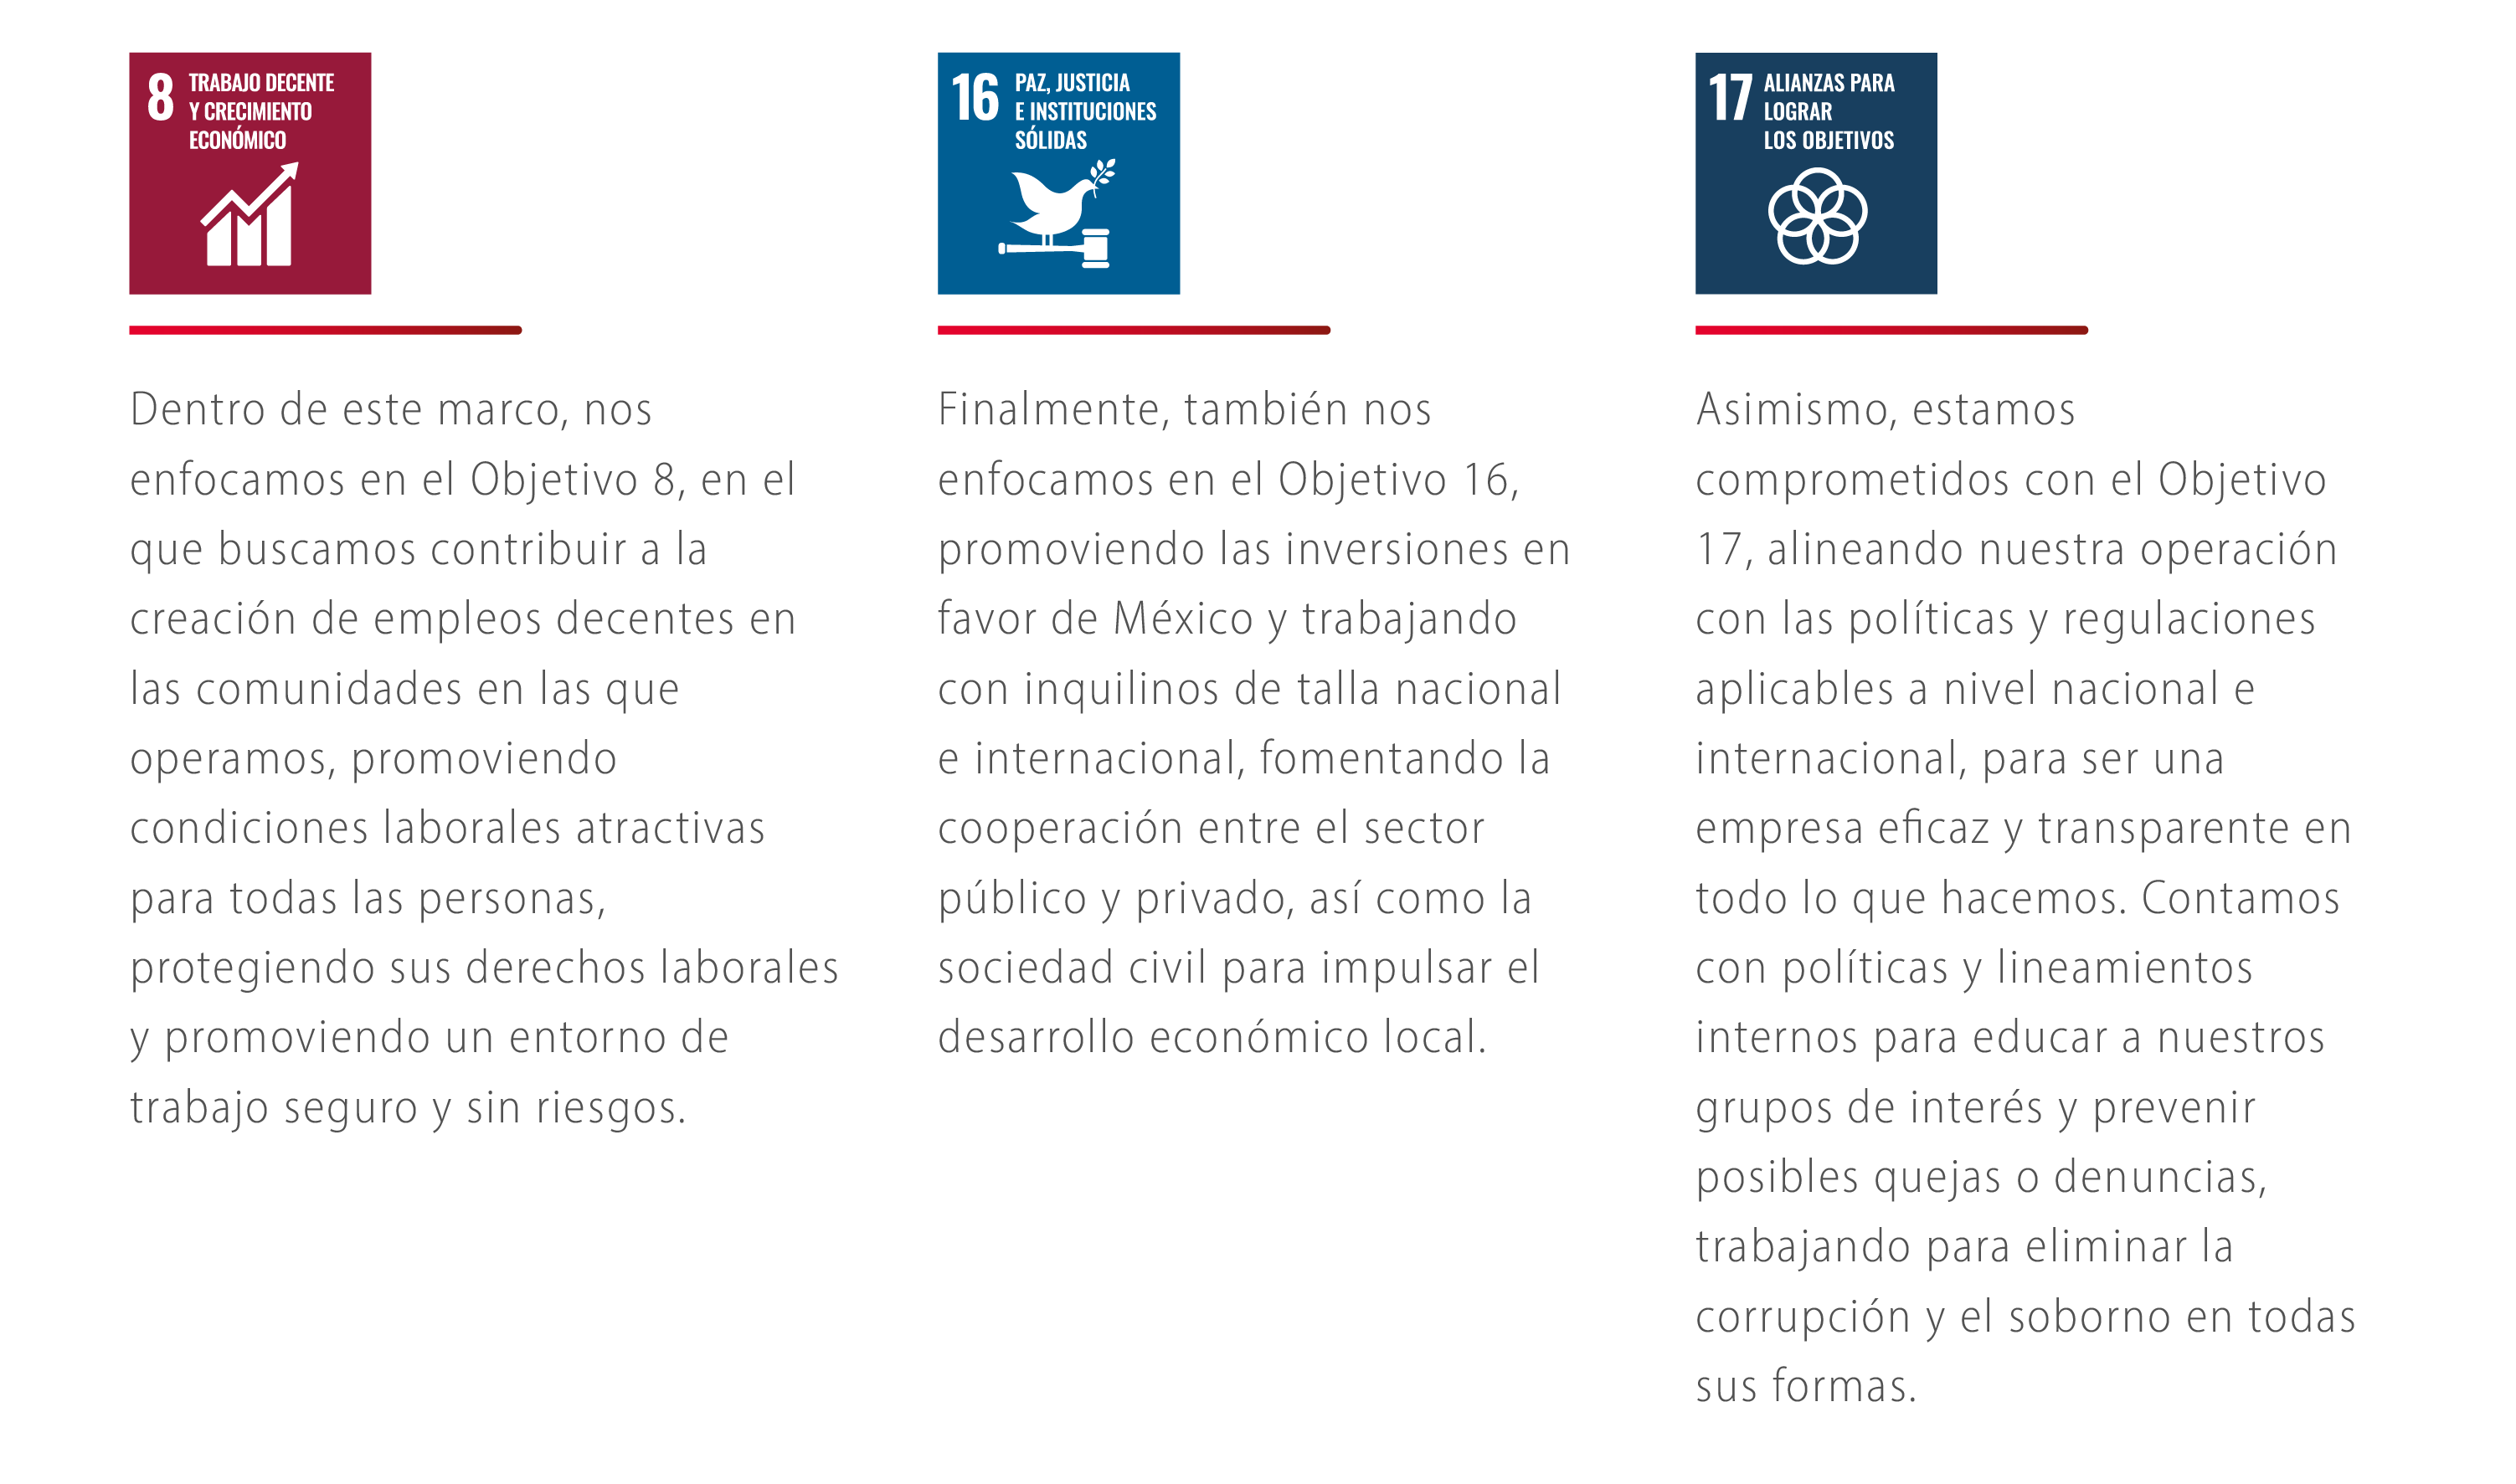 8
TRABAJO DECENTE
Y CRECIMIENTO
ECONÓMICO
Dentro de este marco, nos
enfocamos en el Objetivo 8, en el
que buscamos contribuir a la
creación de empleos decentes en
las comunidades en las que
operamos, promoviendo
condiciones laborales atractivas
para todas las personas,
protegiendo sus derechos laborales
y promoviendo un entorno de
trabajo seguro y sin riesgos.
16
PAZ, JUSTICIA
E INSTITUCIONES
SÓLIDAS
Finalmente, también nos
enfocamos en el Objetivo 16,
promoviendo las inversiones en
favor de México y trabajando
con inquilinos de talla nacional
e internacional, fomentando la
cooperación entre el sector
público y privado, así como la
sociedad civil para impulsar el
desarrollo económico local.
17
ALIANZAS PARA
LOGRAR
LOS OBJETIVOS
Asimismo, estamos
comprometidos con el Objetivo
17, alineando nuestra operación
con las políticas y regulaciones
aplicables a nivel nacional e
internacional, para ser una
empresa eficaz y transparente en
todo lo que hacemos. Contamos
con políticas y lineamientos
internos para educar a nuestros
grupos de interés y prevenir
posibles quejas o denuncias,
trabajando para eliminar la
corrupción y el soborno en todas
sus formas.